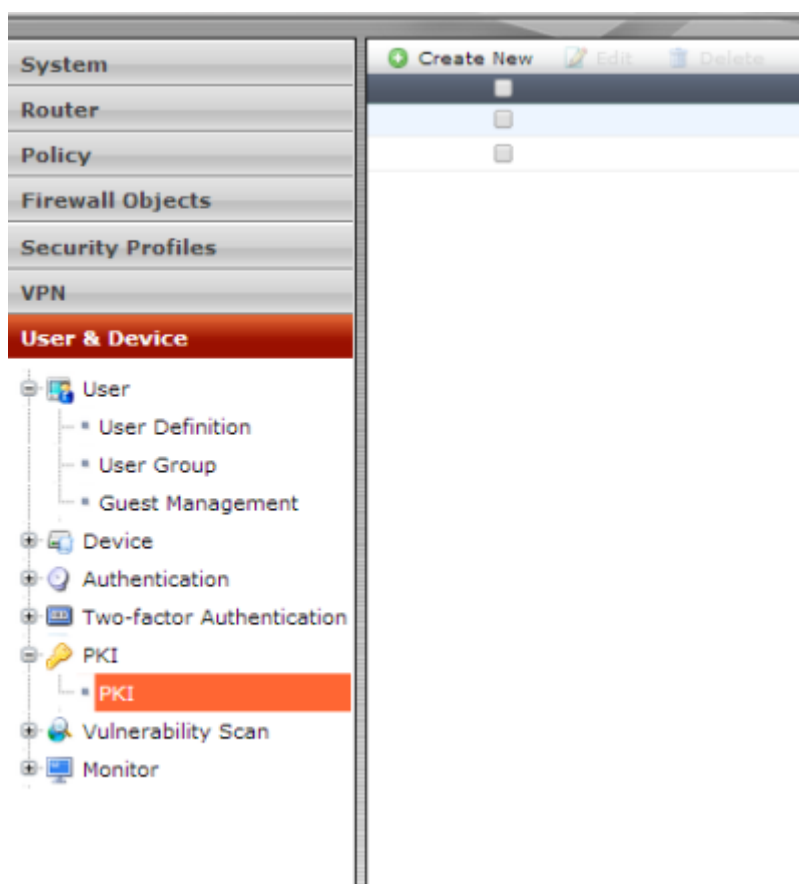 System
Router
Policy
Firewall Objects
Security Profiles
VPN
User & Device
User
User Definition
User Group
Guest Management
Device
Authentication
Two-factor Authentication
PKI
PKI
Vulnerability Scan
Monitor
Create New Edit Delete